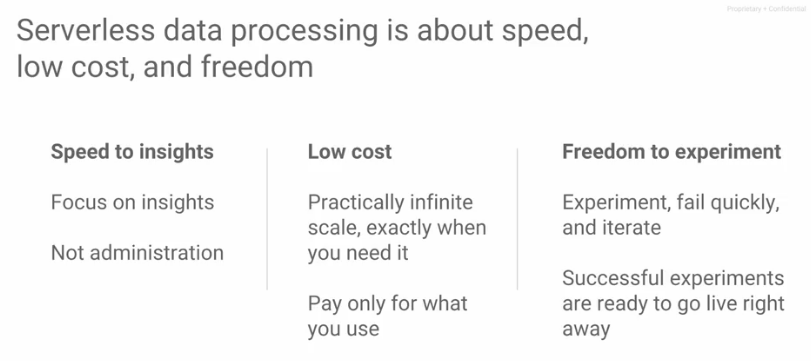 Proprietary + Confidential
Serverless data processing is about speed,
low cost, and freedom
Speed to insights
Focus on insights
Not administration
Low cost
Practically infinite
scale, exactly when
you need it
Pay only for what
you use
Freedom to experiment
Experiment, fail quickly,
and iterate
Successful experiments
are ready to go live right
away